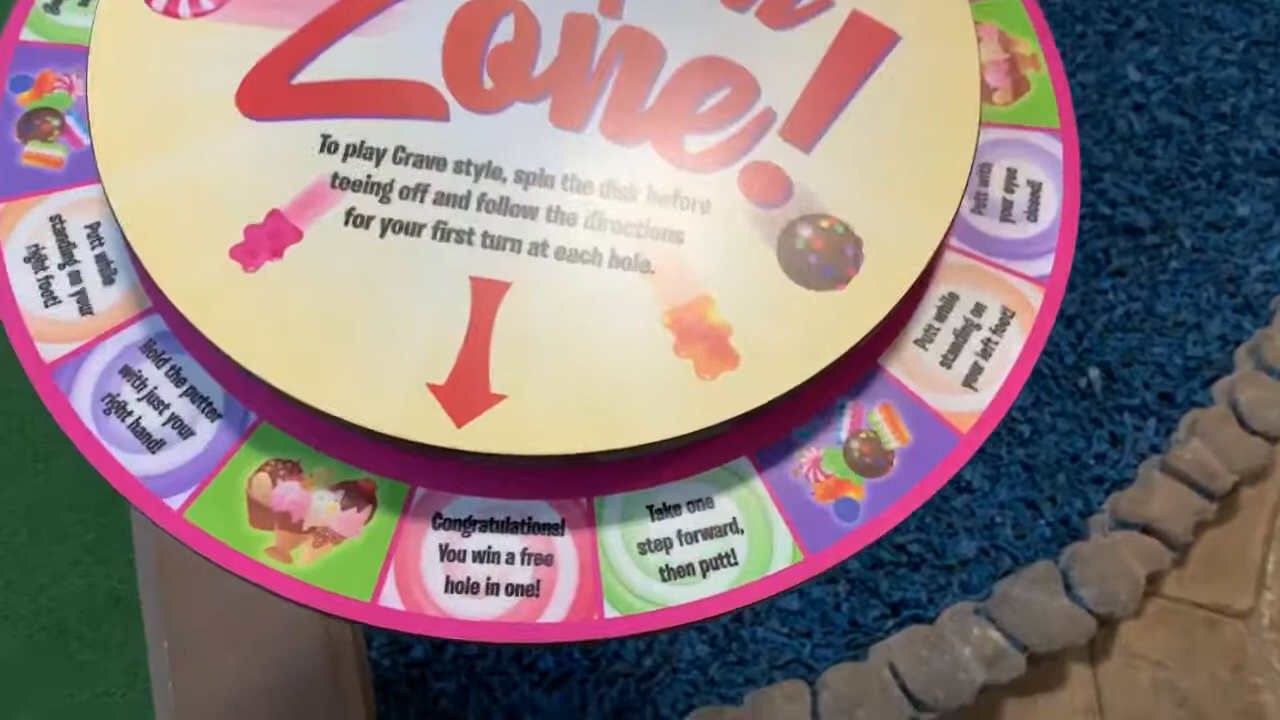 Zone!
To play Crave style, spin the disk before
teeing off and follow the directions
for your first turn at each hole.
Putt while
standing on your
right foot!
Hold the putter
with just your
right hand!
Congratulations!
You win a free
hole in one!
Take one
step forward,
then putt!
Putt while
standing on
your left foot!
Putt with
your eyes
closed